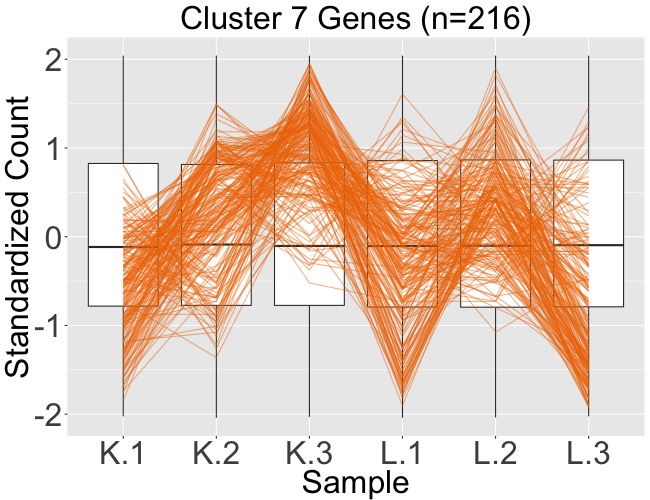 Cluster 7 Genes (n=216)
Standardized Count
2
1
0
-1
-2
K.1 K.2 K.3 L.1 L.2 L.3
Sample